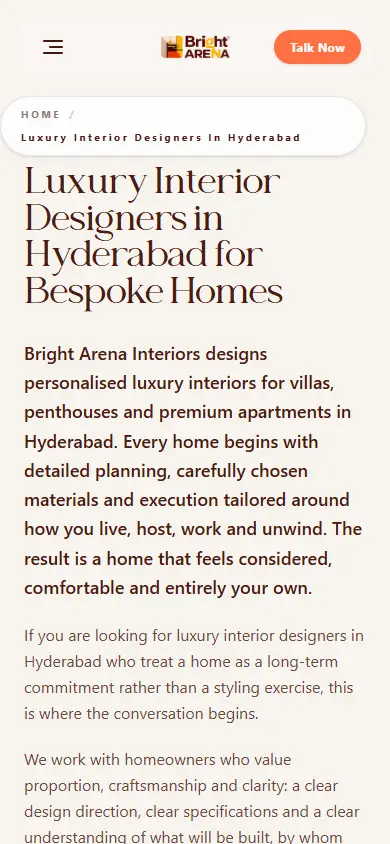 Bright
ARENA
Talk Now
HOME /
Luxury Interior Designers In Hyderabad
Luxury Interior
Designers in
Hyderabad for
Bespoke Homes
Bright Arena Interiors designs
personalised luxury interiors for villas,
penthouses and premium apartments in
Hyderabad. Every home begins with
detailed planning, carefully chosen
materials and execution tailored around
how you live, host, work and unwind. The
result is a home that feels considered,
comfortable and entirely your own.
If you are looking for luxury interior designers in
Hyderabad who treat a home as a long-term
commitment rather than a styling exercise, this
is where the conversation begins.
We work with homeowners who value
proportion, craftsmanship and clarity: a clear
design direction, clear specifications and a clear
understanding of what will be built, by whom